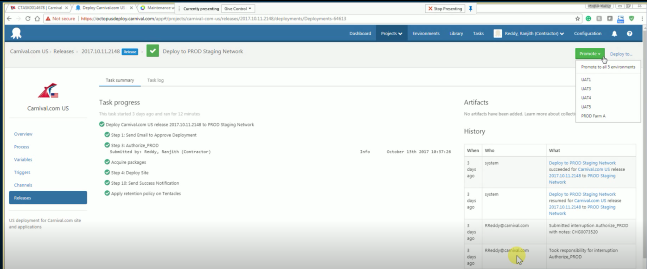 CTASK0014876 | Carnival
Deploy Carnival.com US
Maintenance
Currently presenting
Give Control
Stop Presenting
Secure https://octopusdeploy.carnival.com/app#/projects/carnival-com-us/releases/2017.10.11.2148/deployments/Deployments-84613
Dashboard Projects Environments Library Tasks Reddy, Ranjith (Contractor) Configuration
Carnival.com US Releases 2017.10.11.2148 Release Deploy to PROD Staging Network
Promote Deploy to...
Promote to all 5 environments
UAT1
UAT3
UAT4
UAT5
PROD Farm A
Carnival
Carnival.com US
Overview
Process
Variables
Triggers
Channels
Releases
US deployment for Carnival.com site
and applications
Task summary Task log
Task progress
This task started 3 days ago and ran for 12 minutes
Deploy Carnival.com US release 2017.10.11.2148 to PROD Staging Network
Step 1: Send Email to Approve Deployment
Step 3: Authorize_PROD
Submitted by: Reddy, Ranjith (Contractor) Info October 13th 2017 10:37:26
Acquire packages
Step 4: Deploy Site
Step 10: Send Success Notification
Apply retention policy on Tentacles
Artifacts
No artifacts have been added. Learn more about collect
History
When Who What
3 days ago system Deploy to PROD Staging Network
succeeded for Carnival.com US release
2017.10.11.2148 to PROD Staging
Network
3 days ago system Deploy to PROD Staging Network
resumed for Carnival.com US release
2017.10.11.2148 to PROD Staging
Network
3 days ago RReddy@carnival.com Submitted interruption Authorize_PROD
with notes: CHG0073520
3 days ago RReddy@carnival.com Took responsibility for interruption
Authorize_PROD